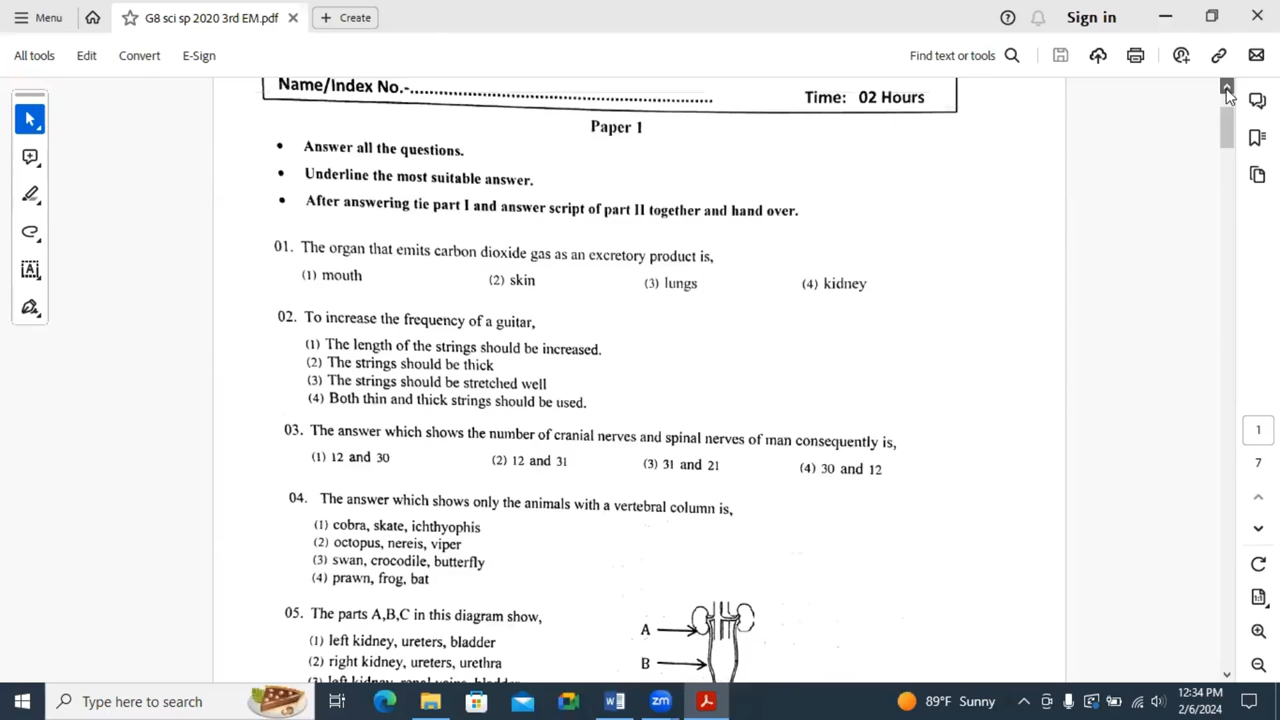 Menu
G8 sci sp 2020 3rd EM.pdf
Create
Sign in
All tools
Edit
Convert
E-Sign
Find text or tools
Name/Index No.-........................................................................
Time: 02 Hours
Paper 1
• Answer all the questions.
• Underline the most suitable answer.
• After answering tie part I and answer script of part II together and hand over.
01. The organ that emits carbon dioxide gas as an excretory product is,
(1) mouth (2) skin (3) lungs (4) kidney
02. To increase the frequency of a guitar,
(1) The length of the strings should be increased.
(2) The strings should be thick
(3) The strings should be stretched well
(4) Both thin and thick strings should be used.
03. The answer which shows the number of cranial nerves and spinal nerves of man consequently is,
(1) 12 and 30 (2) 12 and 31 (3) 31 and 21 (4) 30 and 12
04. The answer which shows only the animals with a vertebral column is,
(1) cobra, skate, ichthyophis
(2) octopus, nereis, viper
(3) swan, crocodile, butterfly
(4) prawn, frog, bat
05. The parts A,B,C in this diagram show,
(1) left kidney, ureters, bladder
(2) right kidney, ureters, urethra
A
B
1
7
Type here to search
89°F Sunny
12:34 PM
2/6/2024